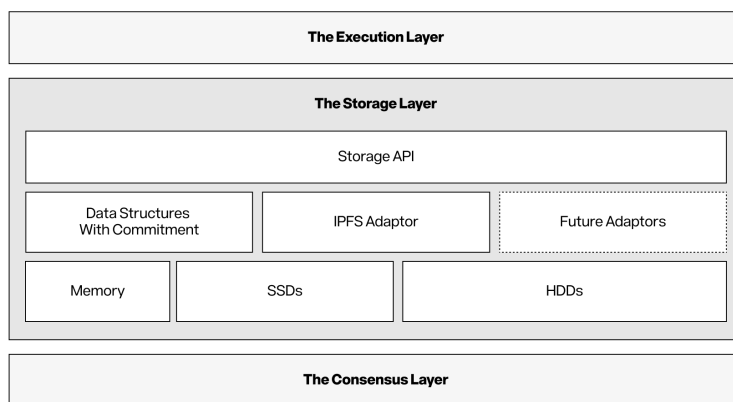 The Execution Layer
The Storage Layer
Storage API
Data Structures
With Commitment
IPFS Adaptor
Future Adaptors
Memory
SSDs
HDDs
The Consensus Layer